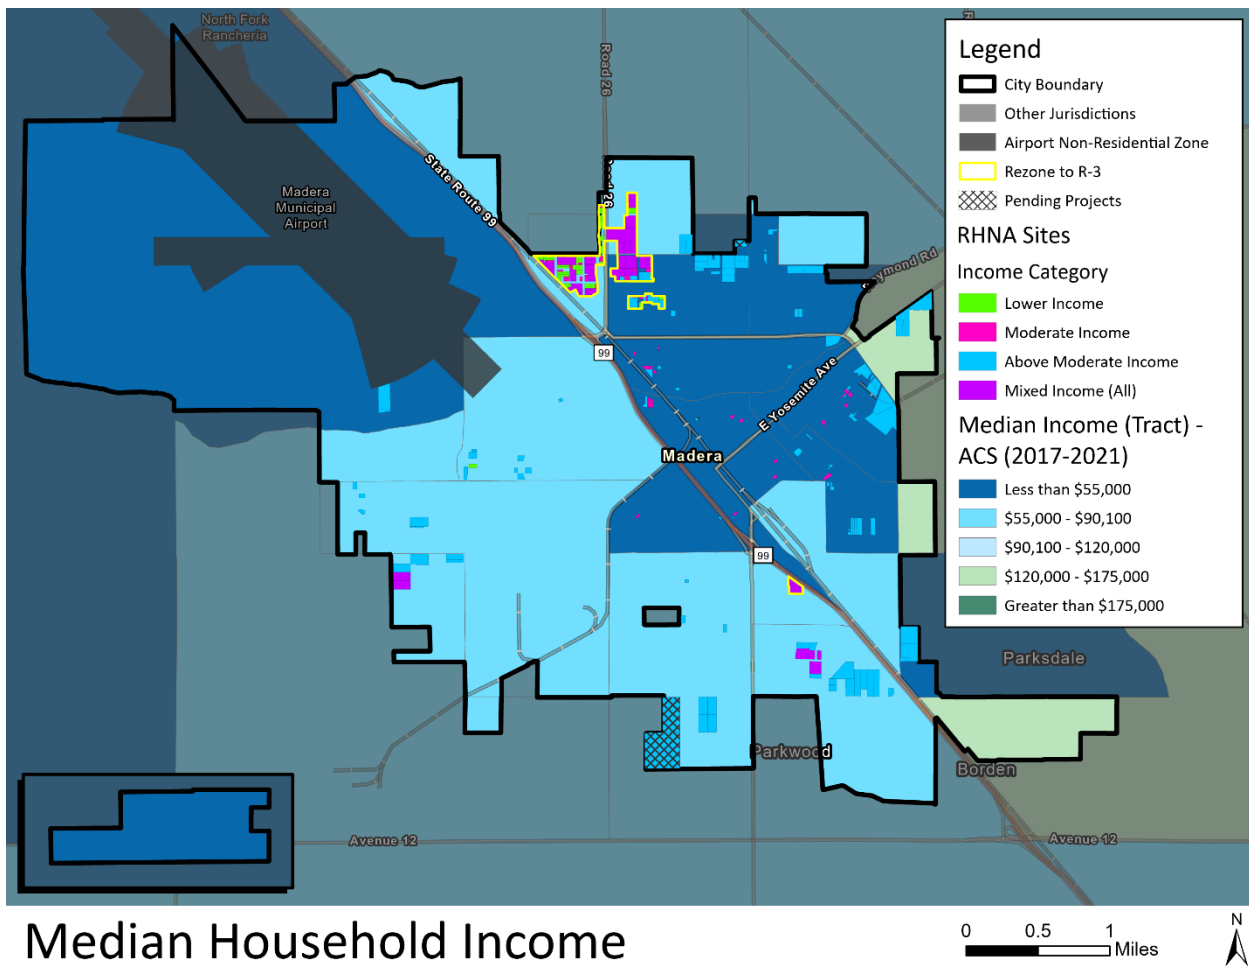 North Fork
Rancheria
Road 26
State Route 99
Madera
Municipal
Airport
Road 26
Raymond Rd
99
E Yosemite Ave
Madera
99
Parksdale
Parkwood
Borden
Avenue 12
Avenue 12
Legend
City Boundary
Other Jurisdictions
Airport Non-Residential Zone
Rezone to R-3
Pending Projects
RHNA Sites
Income Category
Lower Income
Moderate Income
Above Moderate Income
Mixed Income (All)
Median Income (Tract) -
ACS (2017-2021)
Less than $55,000
$55,000 - $90,100
$90,100 - $120,000
$120,000 - $175,000
Greater than $175,000
Median Household Income
0 0.5 1
Miles
N